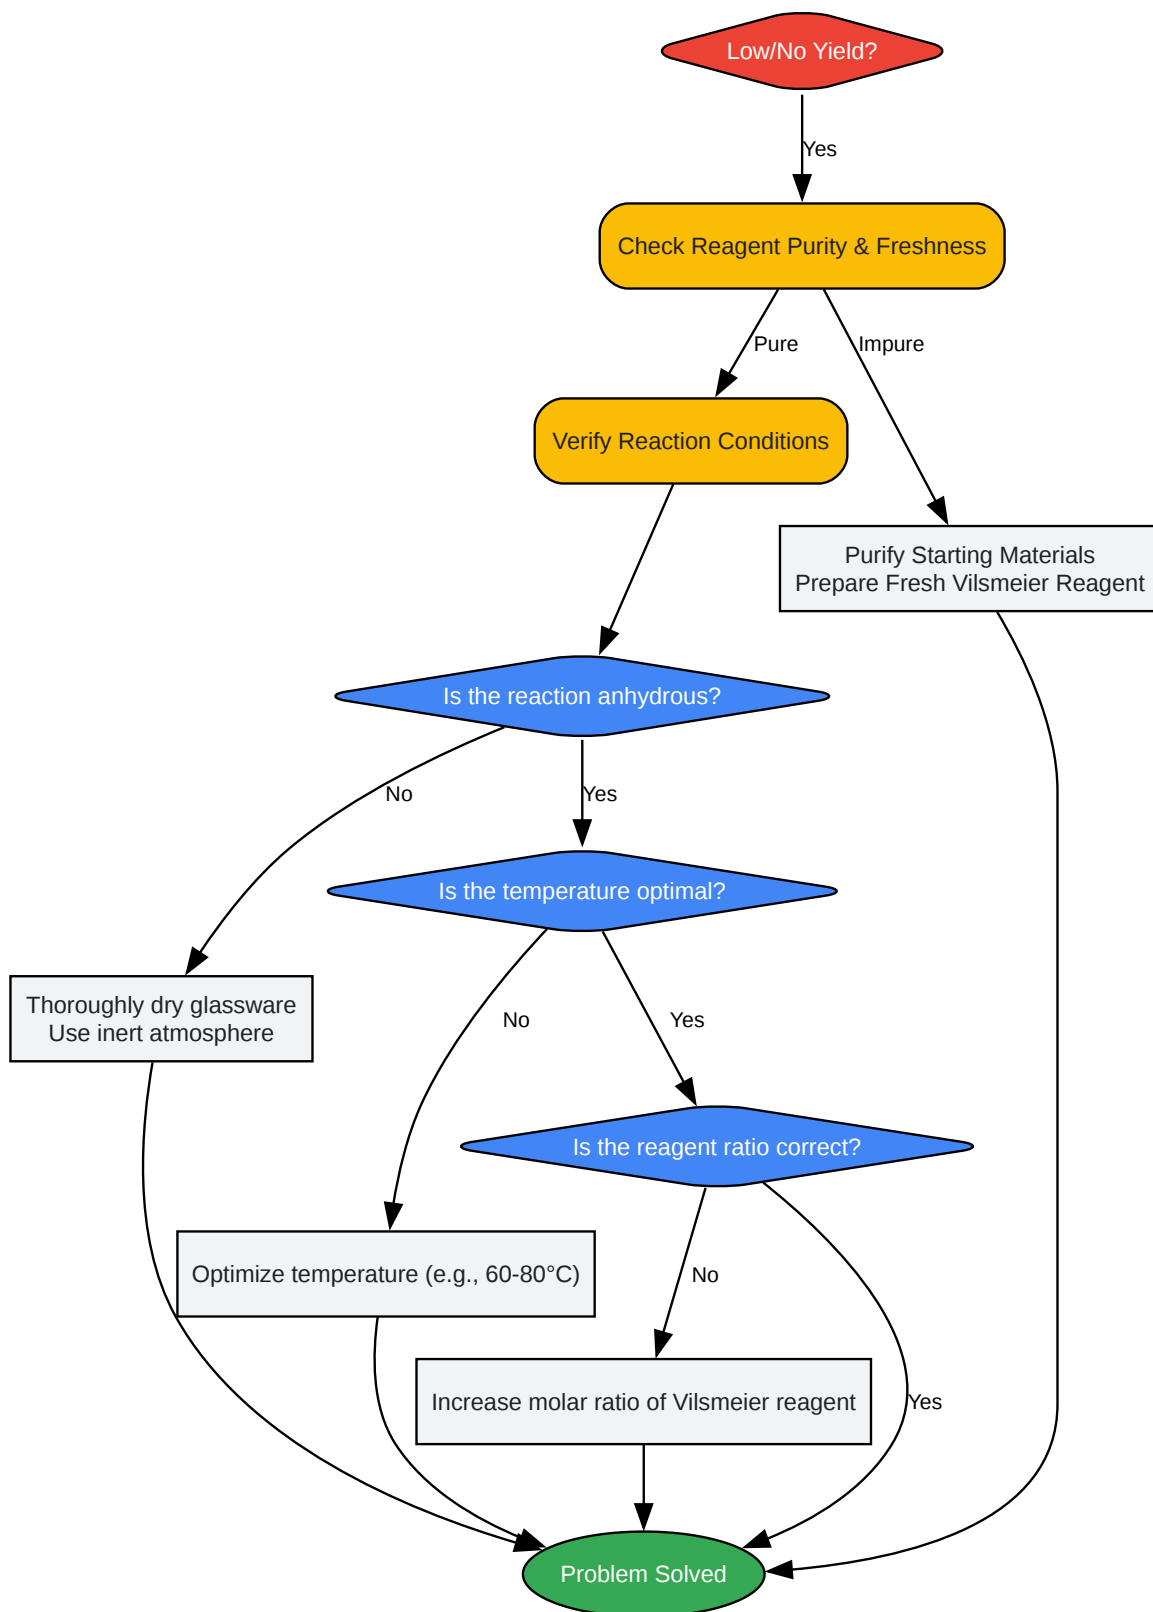 Low/No Yield?
Yes
Check Reagent Purity & Freshness
Pure
Impure
Verify Reaction Conditions
Purify Starting Materials
Prepare Fresh Vilsmeier Reagent
Is the reaction anhydrous?
No
Yes
Is the temperature optimal?
Thoroughly dry glassware
Use inert atmosphere
No
Yes
Is the reagent ratio correct?
Optimize temperature (e.g., 60-80°C)
No
Increase molar ratio of Vilsmeier reagent
Yes
Problem Solved